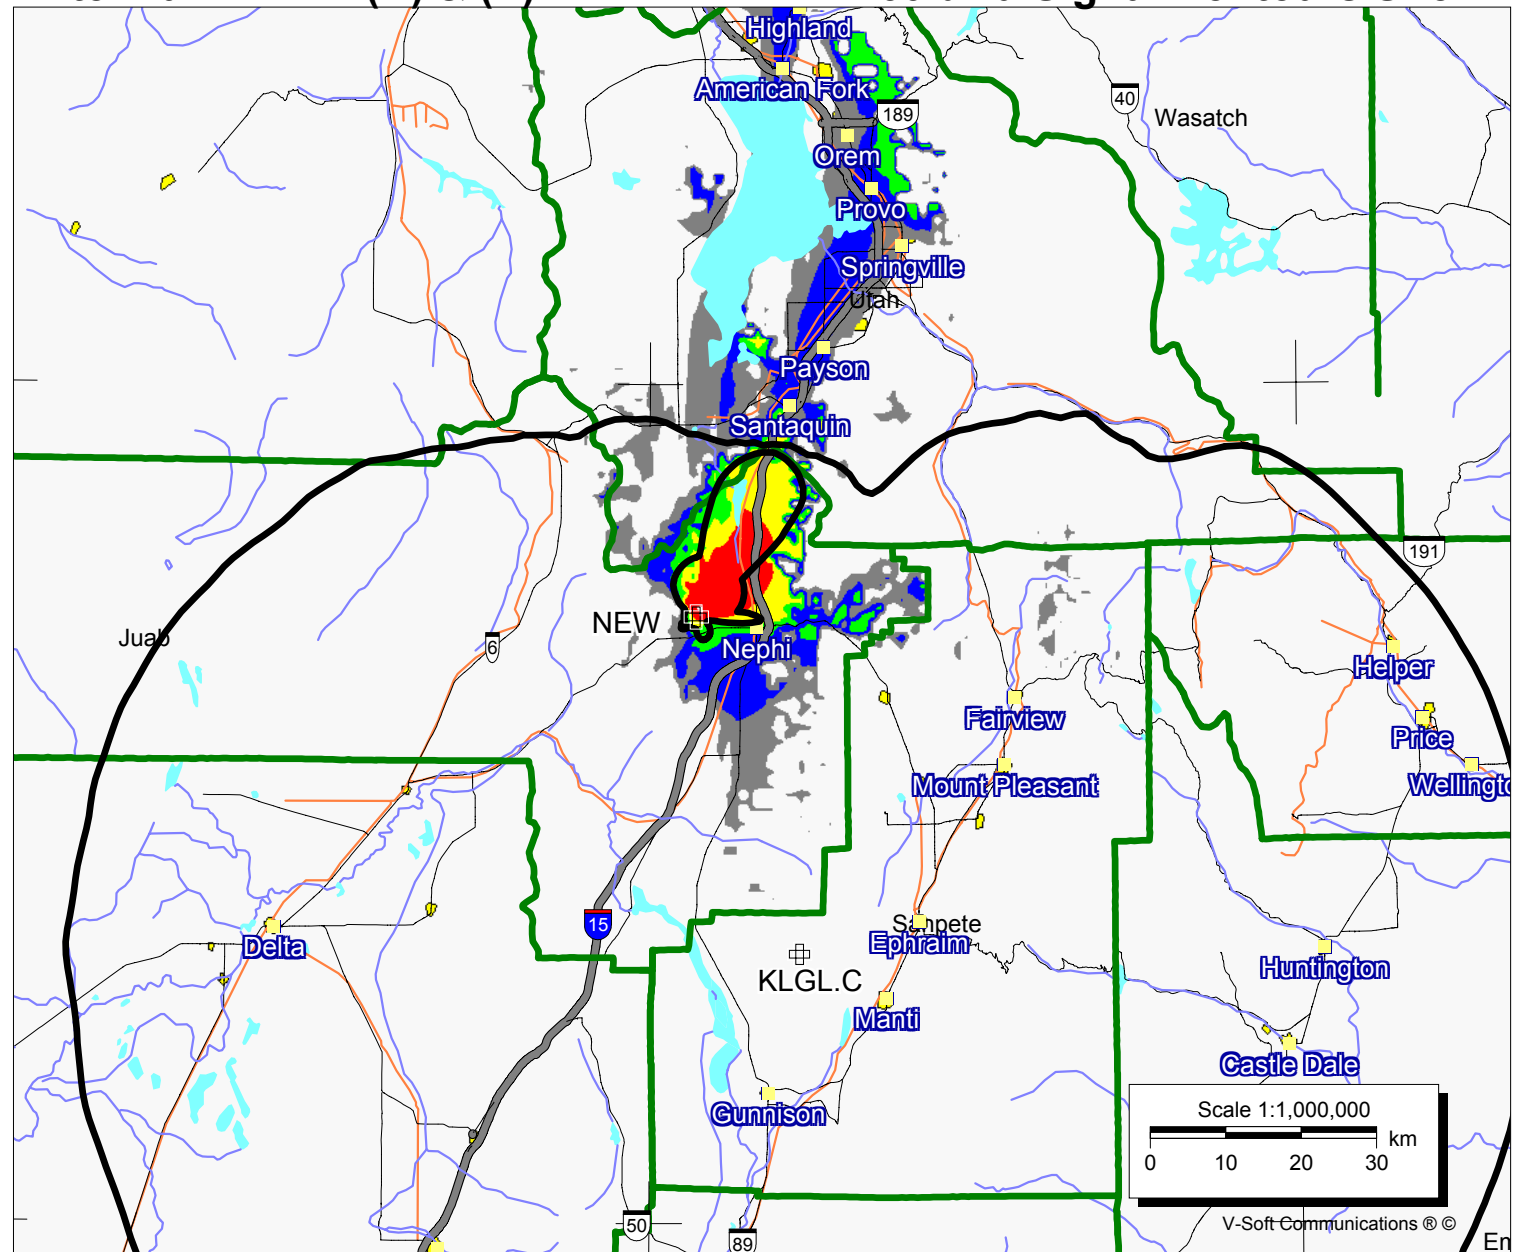 Highland
American Fork
189
40
Wasatch
Orem
Provo
Springville
Utah
Payson
Santaquin
191
NEW
Juab
6
Nephi
Helper
Fairview
Price
Mount Pleasant
15
Sanpete
Delta
Ephraim
KLGL.C
Huntington
Manti
Castle Dale
Gunnison
Scale 1:1,000,000
km
0 10 20 30
50
89
V-Soft Communications ® ©